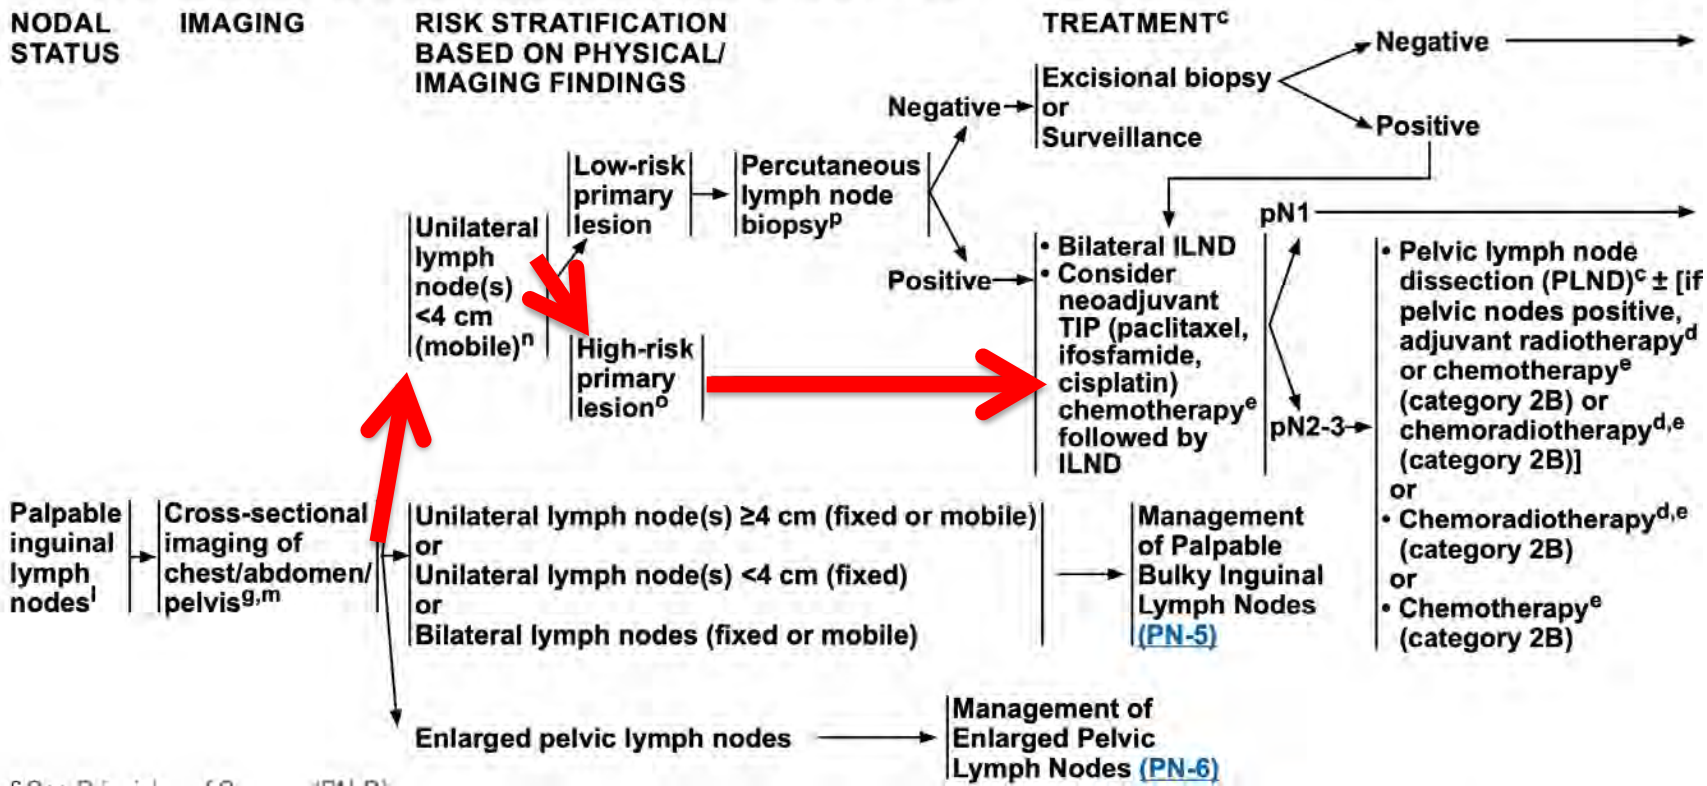 NODAL STATUS
IMAGING
RISK STRATIFICATION
BASED ON PHYSICAL/
IMAGING FINDINGS
TREATMENTᶜ
Palpable
inguinal
lymph
nodesˡ
Cross-sectional
imaging of
chest/abdomen/
pelvisᵍ,ᵐ
Unilateral
lymph
node(s)
<4 cm
(mobile)ⁿ
Low-risk
primary
lesion
Percutaneous
lymph node
biopsyᵖ
Negative
Excisional biopsy
or
Surveillance
Negative
Positive
Positive
High-risk
primary
lesionᵒ
• Bilateral ILND
• Consider
neoadjuvant
TIP (paclitaxel,
ifosfamide,
cisplatin)
chemotherapyᵉ
followed by
ILND
pN1
pN2-3
• Pelvic lymph node
dissection (PLND)ᶜ ± [if
pelvic nodes positive,
adjuvant radiotherapyᵈ
or chemotherapyᵉ
(category 2B) or
chemoradiotherapyᵈ,ᵉ
(category 2B)]
or
• Chemoradiotherapyᵈ,ᵉ
(category 2B)
or
• Chemotherapyᵉ
(category 2B)
Unilateral lymph node(s) ≥4 cm (fixed or mobile)
or
Unilateral lymph node(s) <4 cm (fixed)
or
Bilateral lymph nodes (fixed or mobile)
Management
of Palpable
Bulky Inguinal
Lymph Nodes
(PN-5)
Enlarged pelvic lymph nodes
Management of
Enlarged Pelvic
Lymph Nodes (PN-6)